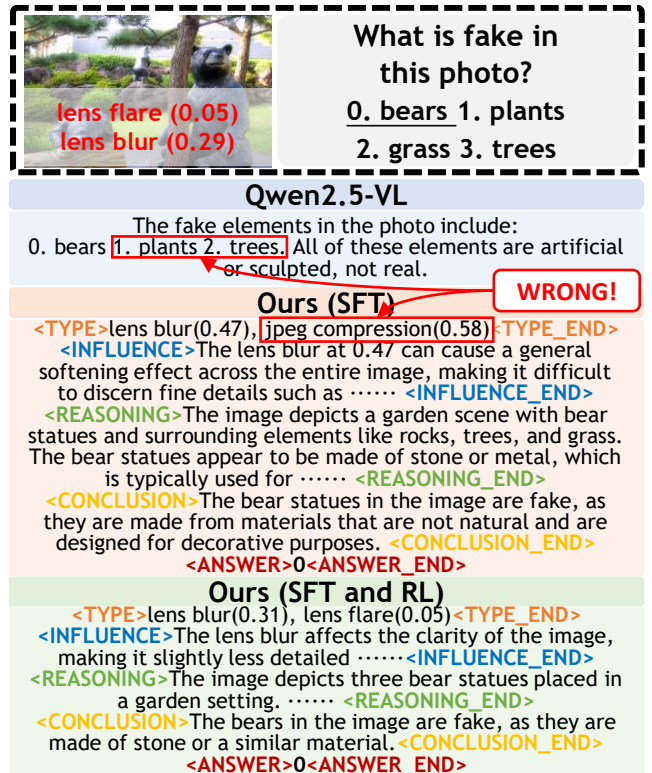 lens flare (0.05)
lens blur (0.29)
What is fake in
this photo?
0. bears 1. plants
2. grass 3. trees
Qwen2.5-VL
The fake elements in the photo include:
0. bears 1. plants 2. trees. All of these elements are artificial
or sculpted, not real.
WRONG!
Ours (SFT)
<TYPE>lens blur(0.47), jpeg compression(0.58)<TYPE_END>
<INFLUENCE>The lens blur at 0.47 can cause a general
softening effect across the entire image, making it difficult
to discern fine details such as ······ <INFLUENCE_END>
<REASONING>The image depicts a garden scene with bear
statues and surrounding elements like rocks, trees, and grass.
The bear statues appear to be made of stone or metal, which
is typically used for ······ <REASONING_END>
<CONCLUSION>The bear statues in the image are fake, as
they are made from materials that are not natural and are
designed for decorative purposes. <CONCLUSION_END>
<ANSWER>0<ANSWER_END>
Ours (SFT and RL)
<TYPE>lens blur(0.31), lens flare(0.05)<TYPE_END>
<INFLUENCE>The lens blur affects the clarity of the image,
making it slightly less detailed ······<INFLUENCE_END>
<REASONING>The image depicts three bear statues placed in
a garden setting. ······ <REASONING_END>
<CONCLUSION>The bears in the image are fake, as they are
made of stone or a similar material.<CONCLUSION_END>
<ANSWER>0<ANSWER_END>